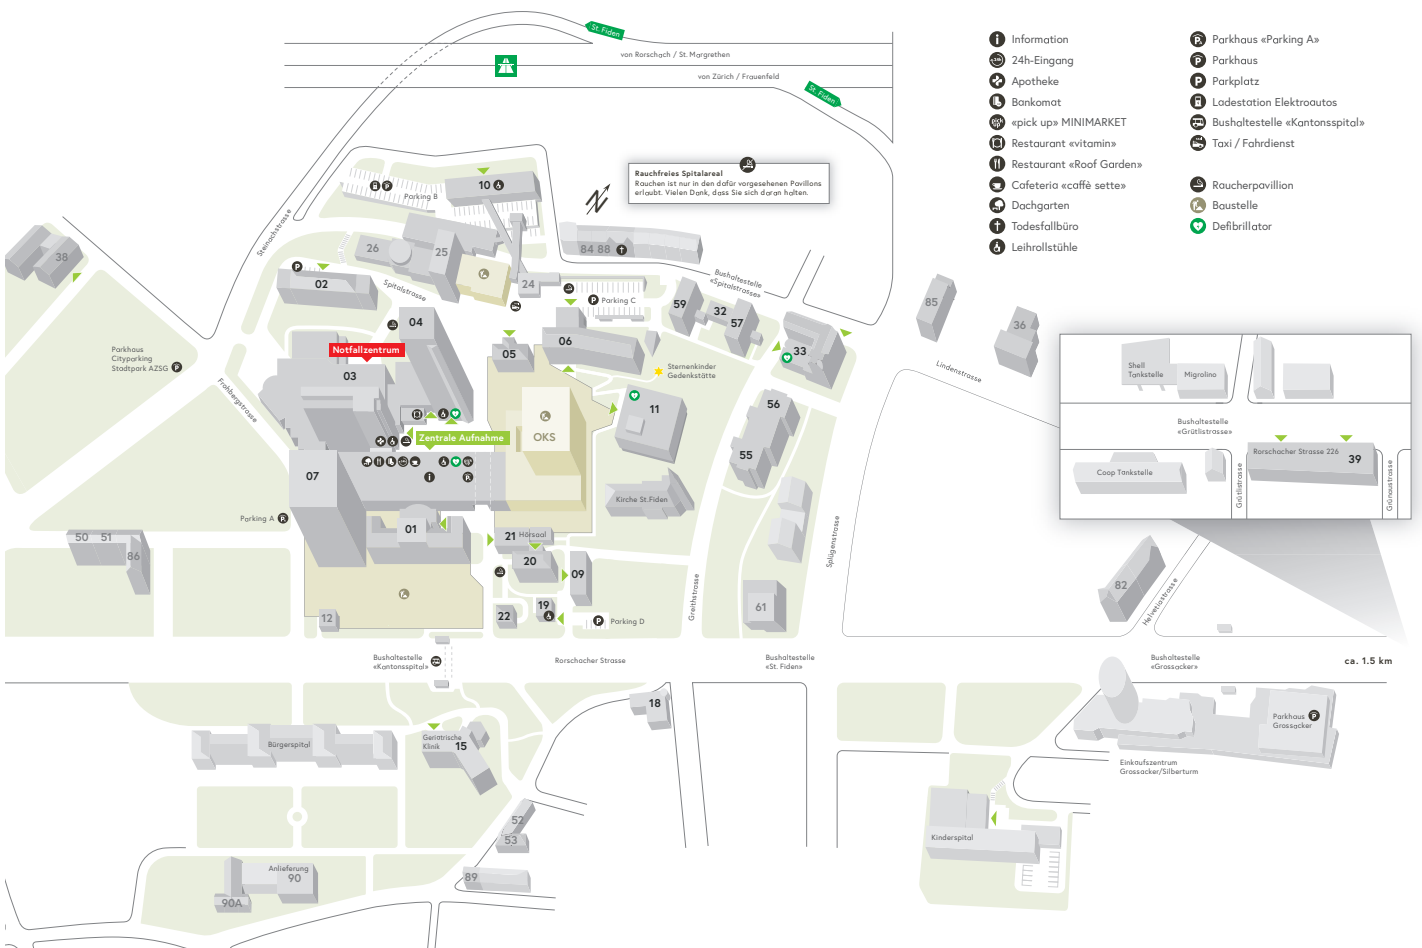 St. Fiden
von Rorschach / St. Margrethen
von Zürich / Frauenfeld
St. Fiden
Information
24h-Eingang
Apotheke
Bankomat
«pick up» MINIMARKET
Restaurant «vitamin»
Restaurant «Roof Garden»
Cafeteria «caffè sette»
Dachgarten
Todesfallbüro
Leihrollstühle
Parkhaus «Parking A»
Parkhaus
Parkplatz
Ladestation Elektroautos
Bushaltestelle «Kantonsspital»
Taxi / Fahrdienst
Raucherpavillion
Baustelle
Defibrillator
Rauchfreies Spitalareal
Rauchen ist nur in den dafür vorgesehenen Pavillons
erlaubt. Vielen Dank, dass Sie sich daran halten.
N
10
Parking B
Steinachstrasse
38
26
25
84 88
02
Spitalstrasse
24
Bushaltestelle
«Spitalstrasse»
Parking C
59
32
57
33
85
36
04
Notfallzentrum
03
05
06
Sternenkinder
Gedenkstätte
Parkhaus
Cityparking
Stadtpark AZSG
Frohbergstrasse
Lindenstrasse
Shell
Tankstelle
Migrolino
Bushaltestelle
«Grütlistrasse»
Rorschacher Strasse 226
39
Coop Tankstelle
Grütlistrasse
Grünaustrasse
11
56
55
OKS
Zentrale Aufnahme
07
Kirche St.Fiden
Parking A
01
21 Hörsaal
20
09
50 51
86
Splügenstrasse
Greithstrasse
12
22
19
Parking D
61
82
Helvetiastrasse
Bushaltestelle
«Kantonsspital»
Rorschacher Strasse
Bushaltestelle
«St. Fiden»
Bushaltestelle
«Grossacker»
ca. 1.5 km
18
Bürgerspital
Geriatrische
Klinik
15
Parkhaus
Grossacker
Einkaufszentrum
Grossacker/Silberturm
52
53
Kinderspital
Anlieferung
90
90A
89